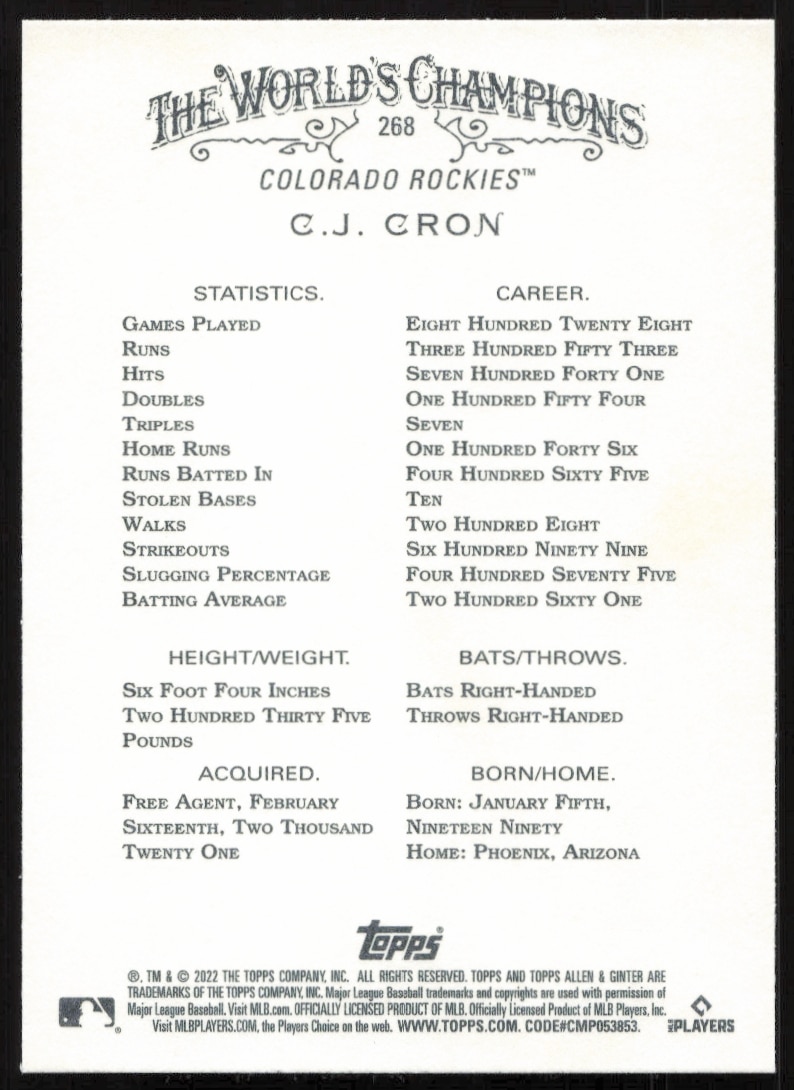 THE WORLD'S CHAMPIONS
268
COLORADO ROCKIES™
C.J. CRON
STATISTICS. CAREER.
GAMES PLAYED EIGHT HUNDRED TWENTY EIGHT
RUNS THREE HUNDRED FIFTY THREE
HITS SEVEN HUNDRED FORTY ONE
DOUBLES ONE HUNDRED FIFTY FOUR
TRIPLES SEVEN
HOME RUNS ONE HUNDRED FORTY SIX
RUNS BATTED IN FOUR HUNDRED SIXTY FIVE
STOLEN BASES TEN
WALKS TWO HUNDRED EIGHT
STRIKEOUTS SIX HUNDRED NINETY NINE
SLUGGING PERCENTAGE FOUR HUNDRED SEVENTY FIVE
BATTING AVERAGE TWO HUNDRED SIXTY ONE
HEIGHT/WEIGHT.
SIX FOOT FOUR INCHES
TWO HUNDRED THIRTY FIVE
POUNDS
BATS/THROWS.
BATS RIGHT-HANDED
THROWS RIGHT-HANDED
ACQUIRED.
FREE AGENT, FEBRUARY
SIXTEENTH, TWO THOUSAND
TWENTY ONE
BORN/HOME.
BORN: JANUARY FIFTH,
NINETEEN NINETY
HOME: PHOENIX, ARIZONA
topps®
®, TM & © 2022 THE TOPPS COMPANY, INC. ALL RIGHTS RESERVED. TOPPS AND TOPPS ALLEN & GINTER ARE
TRADEMARKS OF THE TOPPS COMPANY, INC. Major League Baseball trademarks and copyrights are used with permission of
Major League Baseball. Visit MLB.com. OFFICIALLY LICENSED PRODUCT OF MLB. Officially Licensed Product of MLB Players, Inc.
Visit MLBPLAYERS.COM, the Players Choice on the web. WWW.TOPPS.COM. CODE#CMP053853.
®
MLB PLAYERS